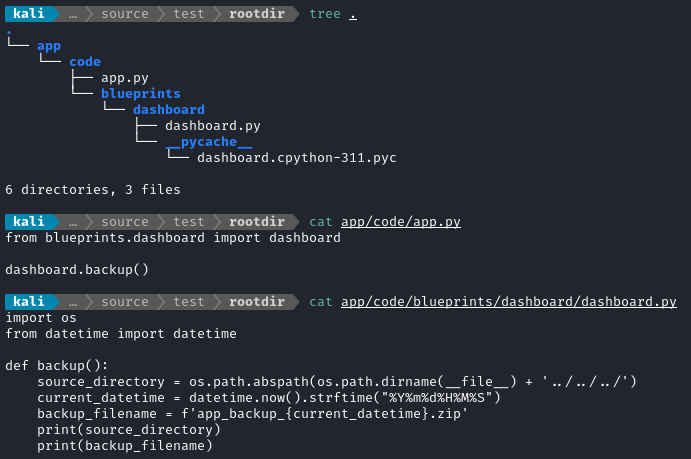 kali … source test rootdir tree .
.
└── app
    └── code
        ├── app.py
        └── blueprints
            └── dashboard
                ├── dashboard.py
                └── __pycache__
                    └── dashboard.cpython-311.pyc
6 directories, 3 files
kali … source test rootdir cat app/code/app.py
from blueprints.dashboard import dashboard
dashboard.backup()
kali … source test rootdir cat app/code/blueprints/dashboard/dashboard.py
import os
from datetime import datetime
def backup():
    source_directory = os.path.abspath(os.path.dirname(__file__) + '../../../')
    current_datetime = datetime.now().strftime("%Y%m%d%H%M%S")
    backup_filename = f'app_backup_{current_datetime}.zip'
    print(source_directory)
    print(backup_filename)